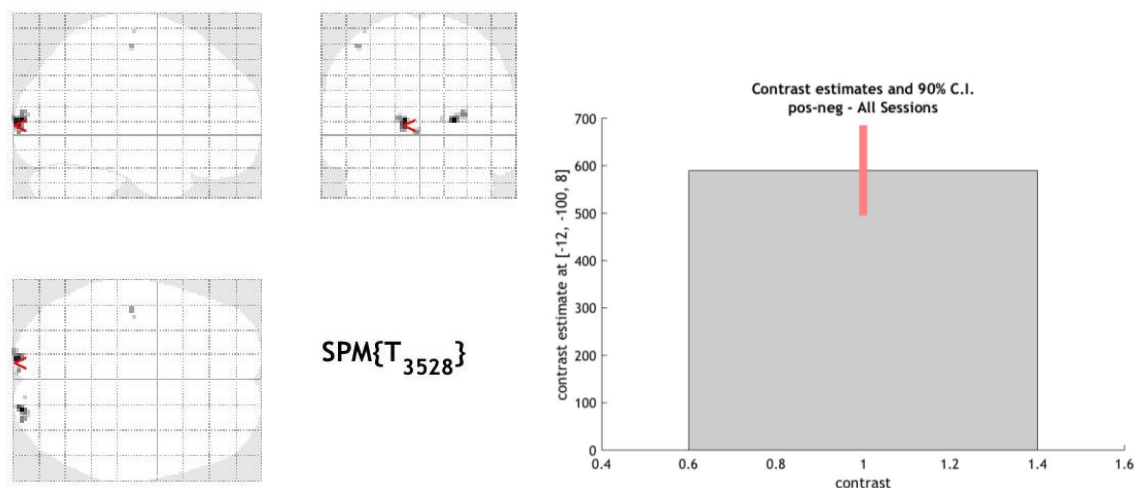 SPM{T3528}
Contrast estimates and 90% C.I.
pos-neg - All Sessions
contrast estimate at [-12, -100, 8]
700
600
500
400
300
200
100
0
0.4 0.6 0.8 1 1.2 1.4 1.6
contrast